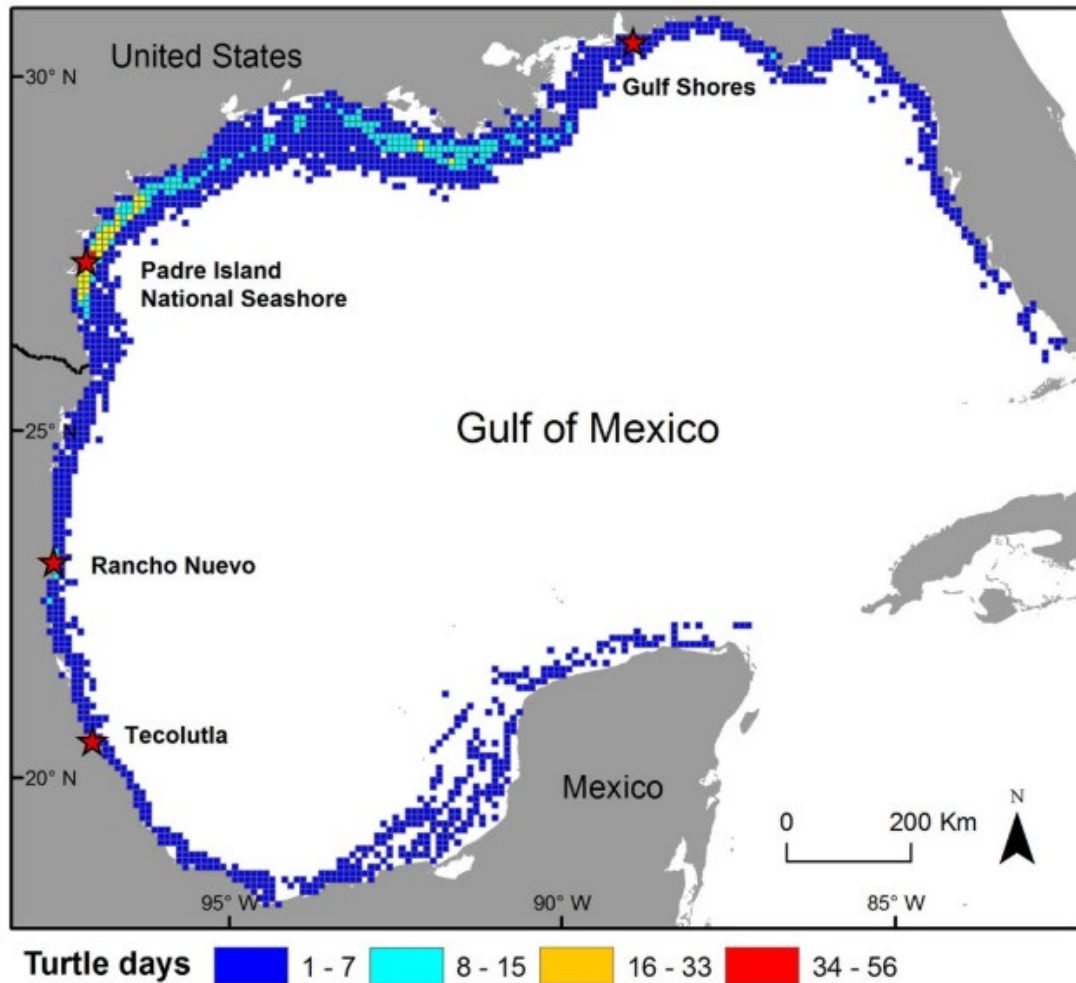 United States
30° N
Gulf Shores
Padre Island
National Seashore
25° N
Gulf of Mexico
Rancho Nuevo
Tecolutla
20° N
Mexico
0 200 Km
N
95° W 90° W 85° W
Turtle days 1 - 7 8 - 15 16 - 33 34 - 56